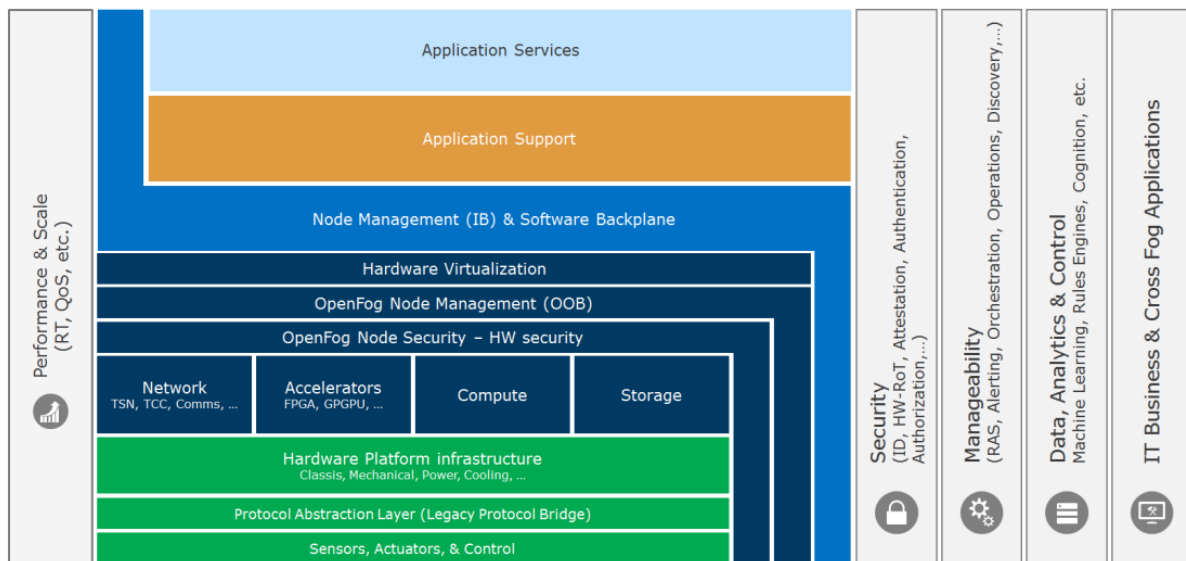 Performance & Scale
(RT, QoS, etc.)
Application Services
Application Support
Node Management (IB) & Software Backplane
Hardware Virtualization
OpenFog Node Management (OOB)
OpenFog Node Security – HW security
Network
TSN, TCC, Comms, ...
Accelerators
FPGA, GPGPU, ...
Compute
Storage
Hardware Platform infrastructure
Classis, Mechanical, Power, Cooling, ...
Protocol Abstraction Layer (Legacy Protocol Bridge)
Sensors, Actuators, & Control
Security
(ID, HW-RoT, Attestation, Authentication,
Authorization,...)
Manageability
(RAS, Alerting, Orchestration, Operations, Discovery,...)
Data, Analytics & Control
Machine Learning, Rules Engines, Cognition, etc.
IT Business & Cross Fog Applications